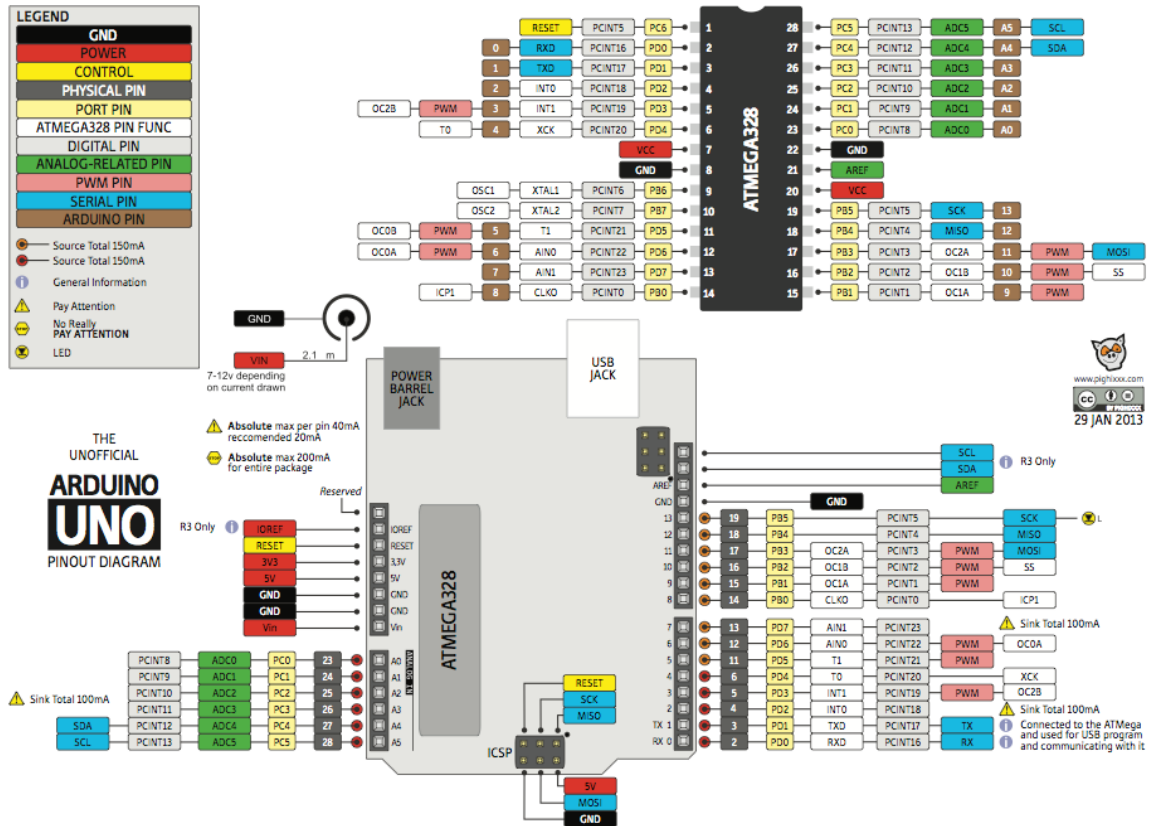 LEGEND
GND
POWER
CONTROL
PHYSICAL PIN
PORT PIN
ATMEGA328 PIN FUNC
DIGITAL PIN
ANALOG-RELATED PIN
PWM PIN
SERIAL PIN
ARDUINO PIN
Source Total 150mA
Source Total 150mA
General Information
Pay Attention
No Really
PAY ATTENTION
LED
RESET PCINT5 PC6 1
0 RXD PCINT16 PD0 2
1 TXD PCINT17 PD1 3
2 INT0 PCINT18 PD2 4
OC2B PWM 3 INT1 PCINT19 PD3 5
T0 4 XCK PCINT20 PD4 6
VCC 7
GND 8
OSC1 XTAL1 PCINT6 PB6 9
OSC2 XTAL2 PCINT7 PB7 10
OC0B PWM 5 T1 PCINT21 PD5 11
OC0A PWM 6 AIN0 PCINT22 PD6 12
7 AIN1 PCINT23 PD7 13
ICP1 8 CLKO PCINT0 PB0 14
ATMEGA328
28 PC5 PCINT13 ADC5 A5 SCL
27 PC4 PCINT12 ADC4 A4 SDA
26 PC3 PCINT11 ADC3 A3
25 PC2 PCINT10 ADC2 A2
24 PC1 PCINT9 ADC1 A1
23 PC0 PCINT8 ADC0 A0
22 GND
21 AREF
20 VCC
19 PB5 PCINT5 SCK 13
18 PB4 PCINT4 MISO 12
17 PB3 PCINT3 OC2A 11 PWM MOSI
16 PB2 PCINT2 OC1B 10 PWM SS
15 PB1 PCINT1 OC1A 9 PWM
GND
VIN 2.1 m
7-12v depending
on current drawn
POWER
BARREL
JACK
USB
JACK
www.pighixxx.com
cc
BY PIGHIXXX
29 JAN 2013
Absolute max per pin 40mA
reccomended 20mA
STOP
Absolute max 200mA
for entire package
THE
UNOFFICIAL
ARDUINO
UNO
PINOUT DIAGRAM
Reserved
R3 Only IOREF IOREF
RESET RESET
3V3 3,3V
5V 5V
GND GND
GND GND
Vin Vin
ATMEGA328
PCINT8 ADC0 PC0 23 A0
PCINT9 ADC1 PC1 24 A1
PCINT10 ADC2 PC2 25 A2
PCINT11 ADC3 PC3 26 A3
SDA PCINT12 ADC4 PC4 27 A4
SCL PCINT13 ADC5 PC5 28 A5
ANALOG IN
Sink Total 100mA
SCL
SDA
R3 Only
AREF AREF
GND GND
13 19 PB5 PCINT5 SCK L
12 18 PB4 PCINT4 MISO
11 17 PB3 OC2A PCINT3 PWM MOSI
10 16 PB2 OC1B PCINT2 PWM SS
9 15 PB1 OC1A PCINT1 PWM
8 14 PB0 CLKO PCINT0 ICP1
Sink Total 100mA
7 13 PD7 AIN1 PCINT23
6 12 PD6 AIN0 PCINT22 PWM OC0A
5 11 PD5 T1 PCINT21 PWM
4 6 PD4 T0 PCINT20 XCK
3 5 PD3 INT1 PCINT19 PWM OC2B
2 4 PD2 INT0 PCINT18
Sink Total 100mA
TX 1 3 PD1 TXD PCINT17 TX
RX 0 2 PD0 RXD PCINT16 RX
Connected to the ATMega
and used for USB program
and communicating with it
RESET
SCK
MISO
ICSP
5V
MOSI
GND